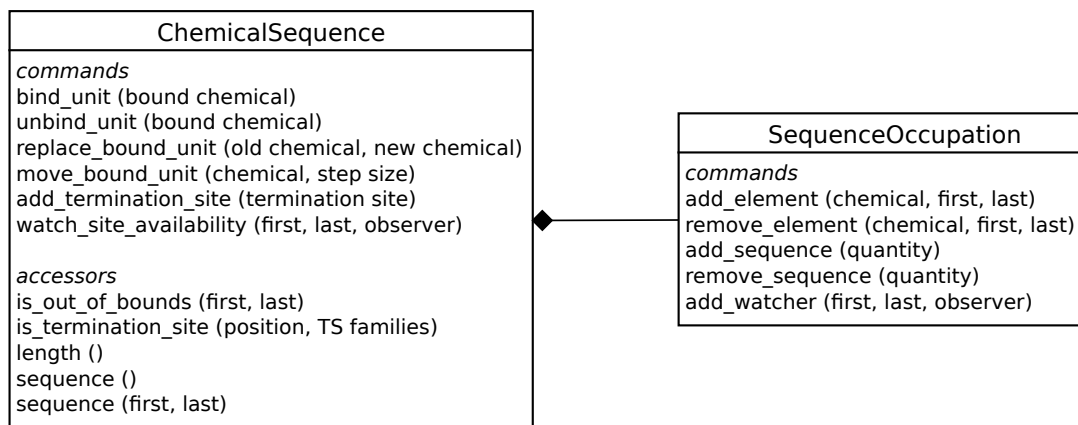 ChemicalSequence
commands
bind_unit (bound chemical)
unbind_unit (bound chemical)
replace_bound_unit (old chemical, new chemical)
move_bound_unit (chemical, step size)
add_termination_site (termination site)
watch_site_availability (first, last, observer)
accessors
is_out_of_bounds (first, last)
is_termination_site (position, TS families)
length ()
sequence ()
sequence (first, last)
SequenceOccupation
commands
add_element (chemical, first, last)
remove_element (chemical, first, last)
add_sequence (quantity)
remove_sequence (quantity)
add_watcher (first, last, observer)